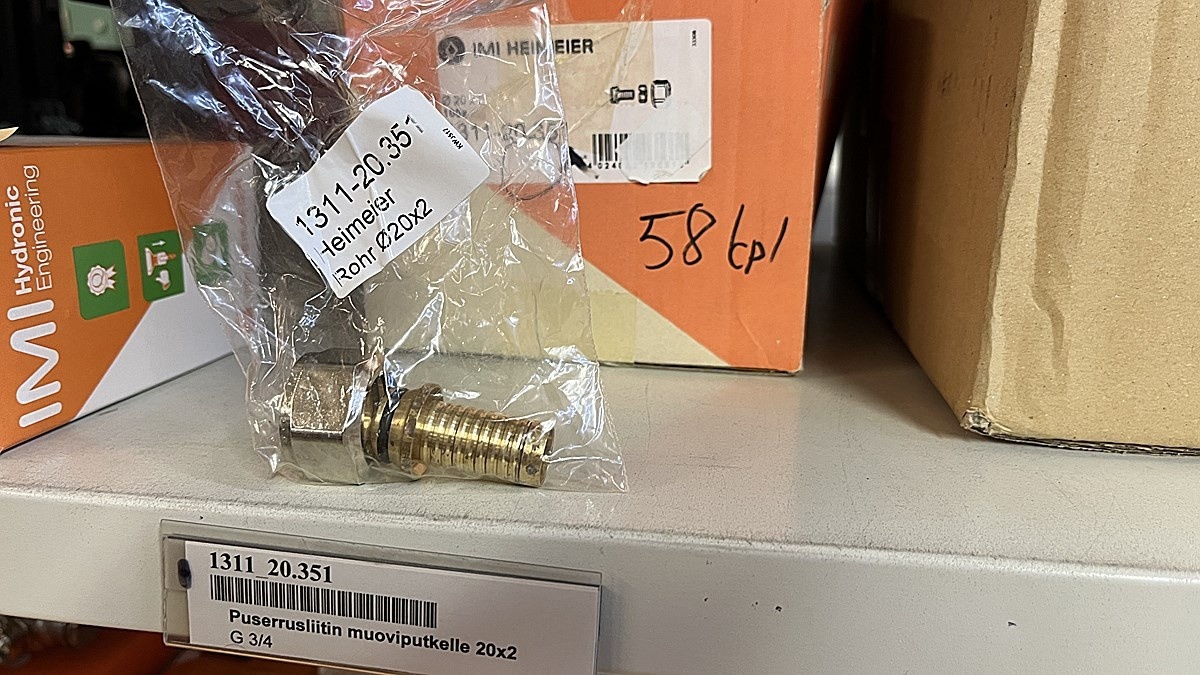 IMI Hydronic
Engineering
IMI HEIMEIER
58 kpl
1311-20.351
Heimeier
Rohr Ø20x2
1311_20.351
Puserrusliitin muoviputkelle 20x2
G 3/4